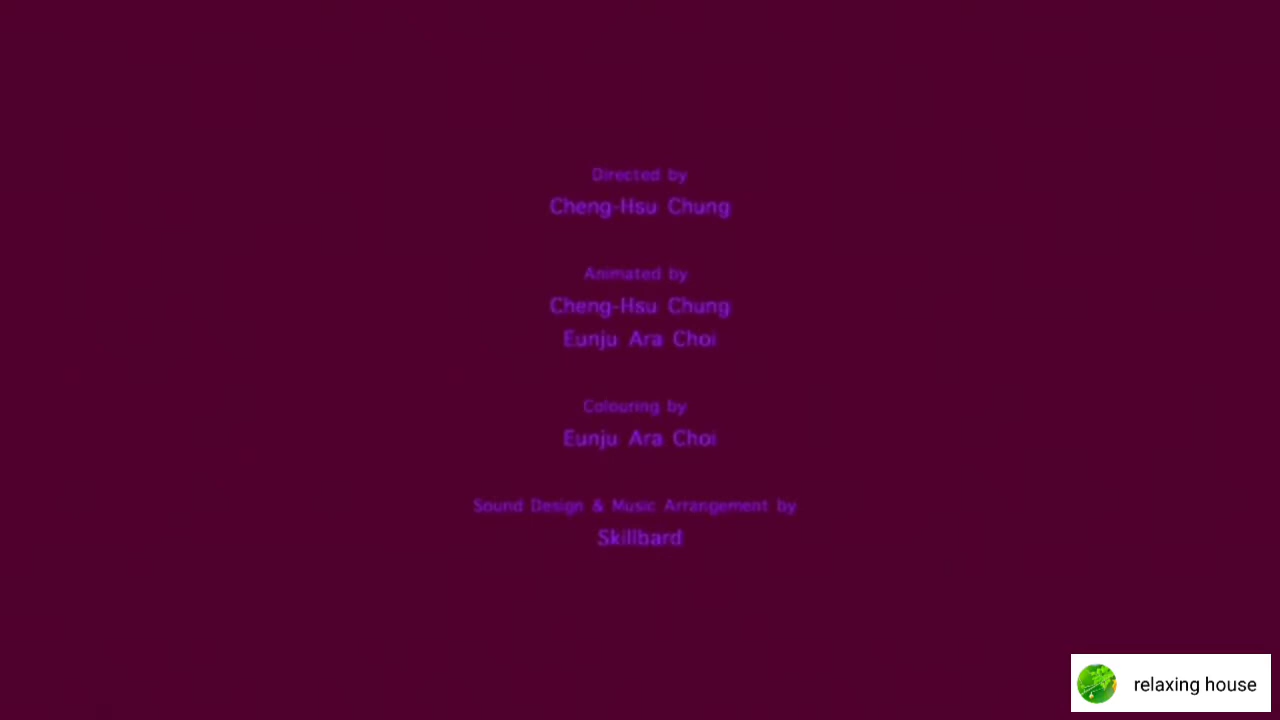 Directed by
Cheng-Hsu Chung
Animated by
Cheng-Hsu Chung
Eunju Ara Choi
Colouring by
Eunju Ara Choi
Sound Design & Music Arrangement by
Skillbard
relaxing house